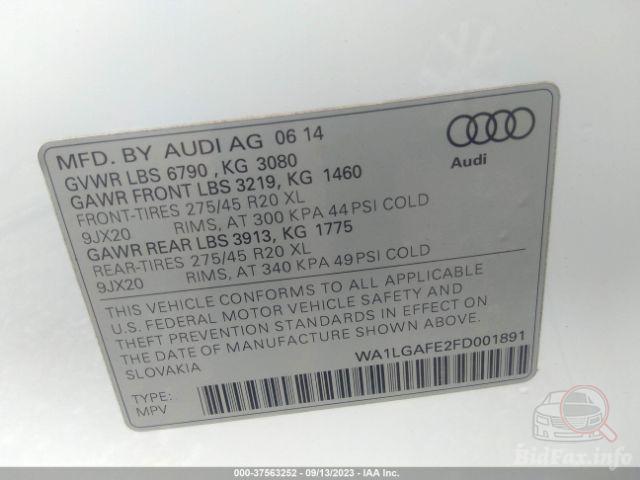 MFD. BY AUDI AG 06 14
GVWR LBS 6790 , KG 3080
GAWR FRONT LBS 3219, KG 1460
FRONT-TIRES 275/45 R20 XL
9JX20 RIMS, AT 300 KPA 44PSI COLD
GAWR REAR LBS 3913, KG 1775
REAR-TIRES 275/45 R20 XL
9JX20 RIMS, AT 340 KPA 49PSI COLD
Audi
THIS VEHICLE CONFORMS TO ALL APPLICABLE
U.S. FEDERAL MOTOR VEHICLE SAFETY AND
THEFT PREVENTION STANDARDS IN EFFECT ON
THE DATE OF MANUFACTURE SHOWN ABOVE
SLOVAKIA
WA1LGAFE2FD001891
TYPE:
MPV
BidFax.info
000-37563252 - 09/13/2023 - IAA Inc.